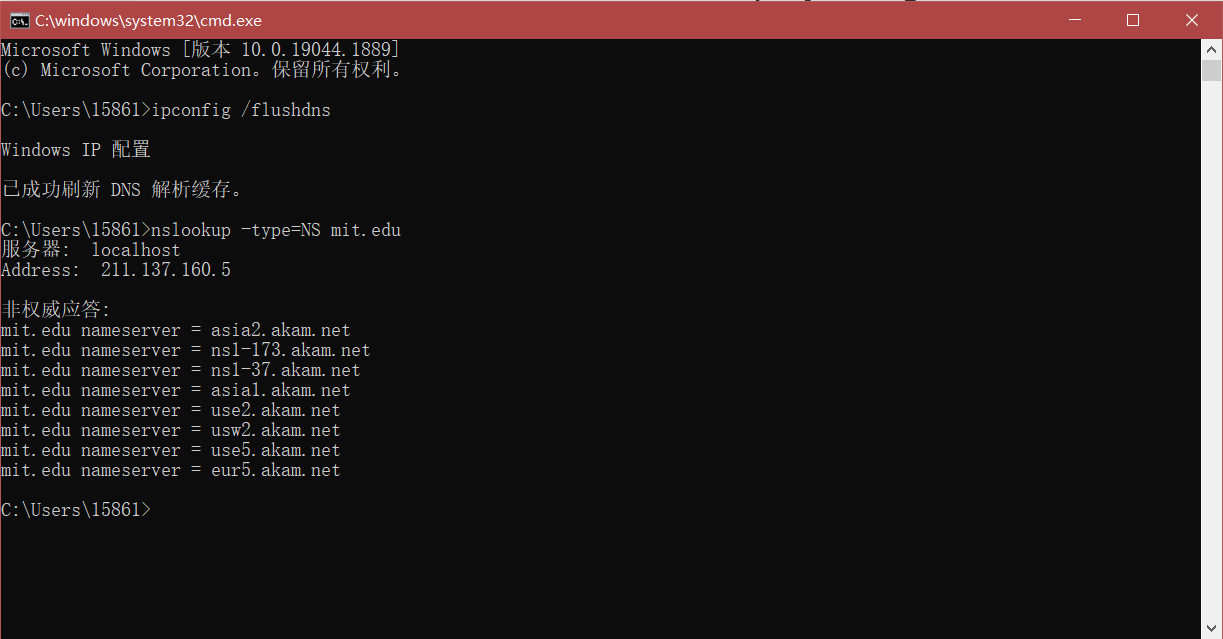 C:\windows\system32\cmd.exe
Microsoft Windows [版本 10.0.19044.1889]
(c) Microsoft Corporation。保留所有权利。
C:\Users\15861>ipconfig /flushdns
Windows IP 配置
已成功刷新 DNS 解析缓存。
C:\Users\15861>nslookup -type=NS mit.edu
服务器:  localhost
Address:  211.137.160.5
非权威应答:
mit.edu nameserver = asia2.akam.net
mit.edu nameserver = ns1-173.akam.net
mit.edu nameserver = ns1-37.akam.net
mit.edu nameserver = asia1.akam.net
mit.edu nameserver = use2.akam.net
mit.edu nameserver = usw2.akam.net
mit.edu nameserver = use5.akam.net
mit.edu nameserver = eur5.akam.net
C:\Users\15861>